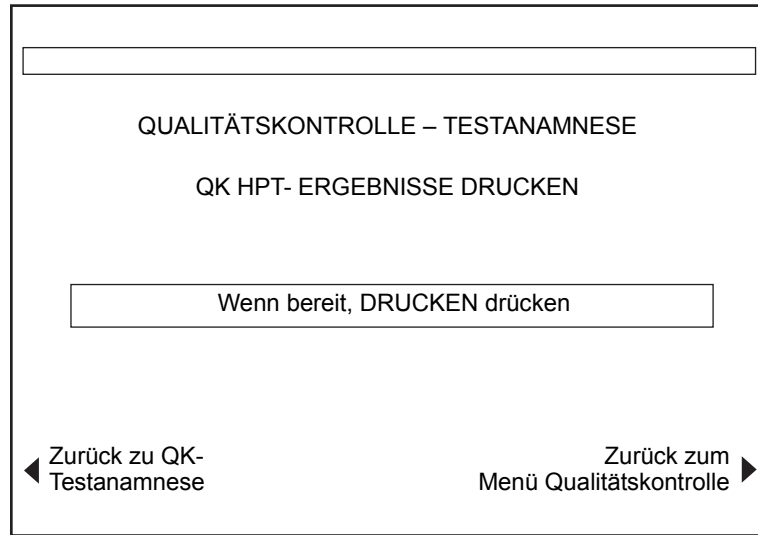 QUALITÄTSKONTROLLE – TESTANAMNESE
QK HPT- ERGEBNISSE DRUCKEN
Wenn bereit, DRUCKEN drücken
Zurück zu QK-
Testanamnese
Zurück zum
Menü Qualitätskontrolle